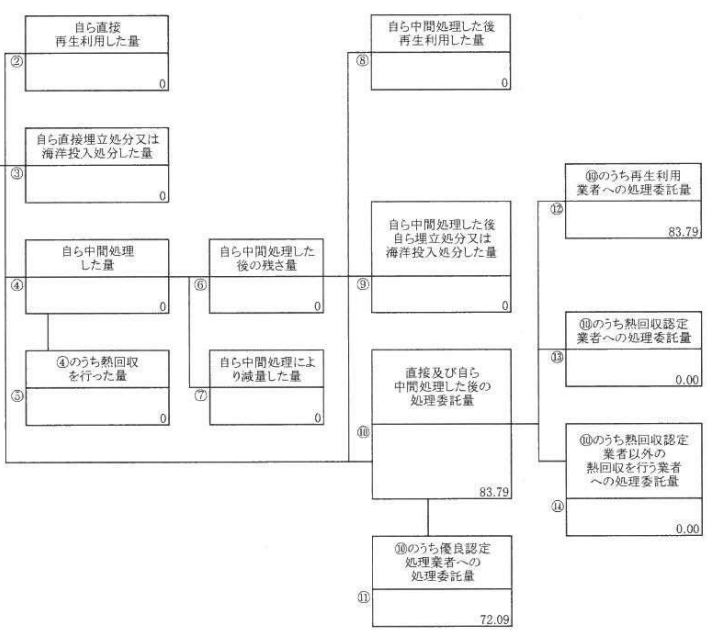 自ら直接
再生利用した量
②
0
自ら直接埋立処分又は
海洋投入処分した量
③
0
自ら中間処理
した量
④
0
④のうち熱回収
を行った量
⑤
0
自ら中間処理した
後の残さ量
⑥
0
自ら中間処理によ
り減量した量
⑦
0
自ら中間処理した後
再生利用した量
⑧
0
自ら中間処理した後
自ら埋立処分又は
海洋投入処分した量
⑨
0
直接及び自ら
中間処理した後の
処理委託量
⑩
83.79
⑩のうち優良認定
処理業者への
処理委託量
⑪
72.09
⑩のうち再生利用
業者への処理委託量
⑫
83.79
⑩のうち熱回収認定
業者への処理委託量
⑬
0.00
⑩のうち熱回収認定
業者以外の
熱回収を行う業者
への処理委託量
⑭
0.00